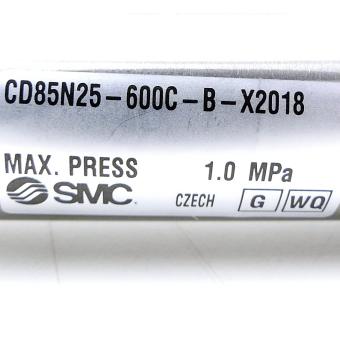 CD85N25-600C-B-X2018
MAX. PRESS 1.0 MPa
SMC. CZECH G WQ